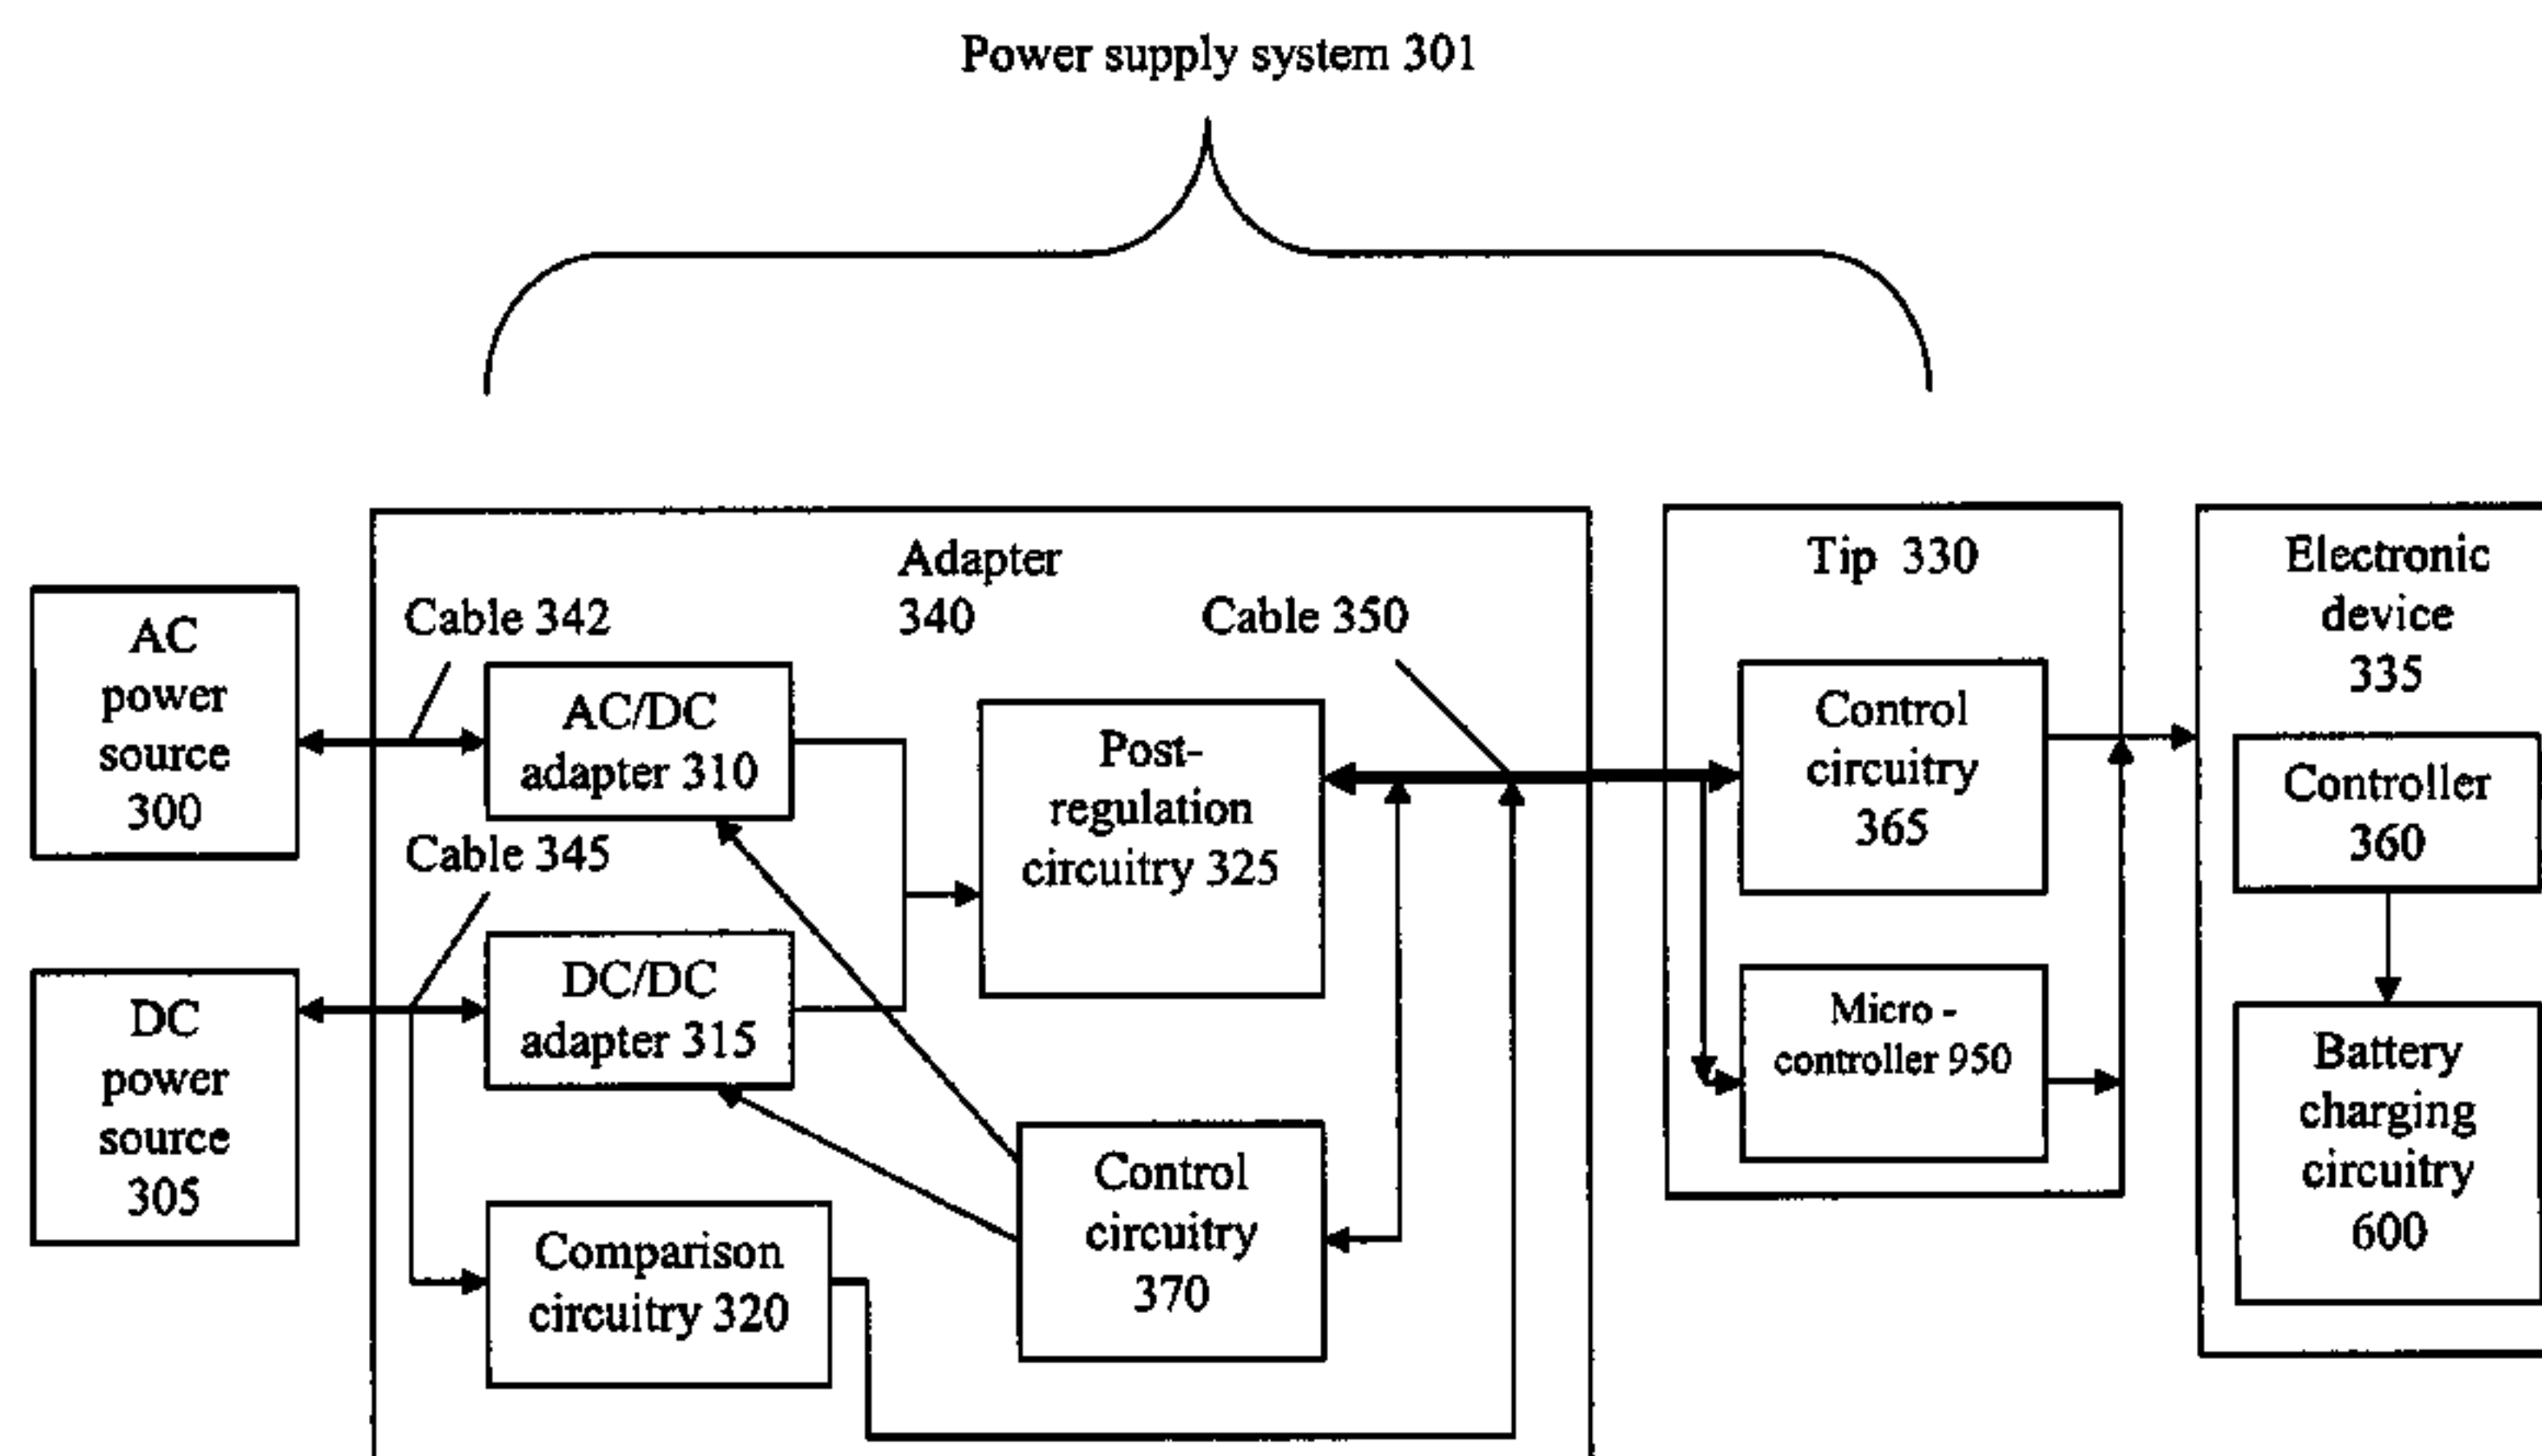 Power supply system 301
AC
power
source
300
DC
power
source
305
Adapter
340
Cable 342
AC/DC
adapter 310
Cable 345
DC/DC
adapter 315
Comparison
circuitry 320
Post-
regulation
circuitry 325
Control
circuitry
370
Cable 350
Tip 330
Control
circuitry
365
Micro -
controller 950
Electronic
device
335
Controller
360
Battery
charging
circuitry
600